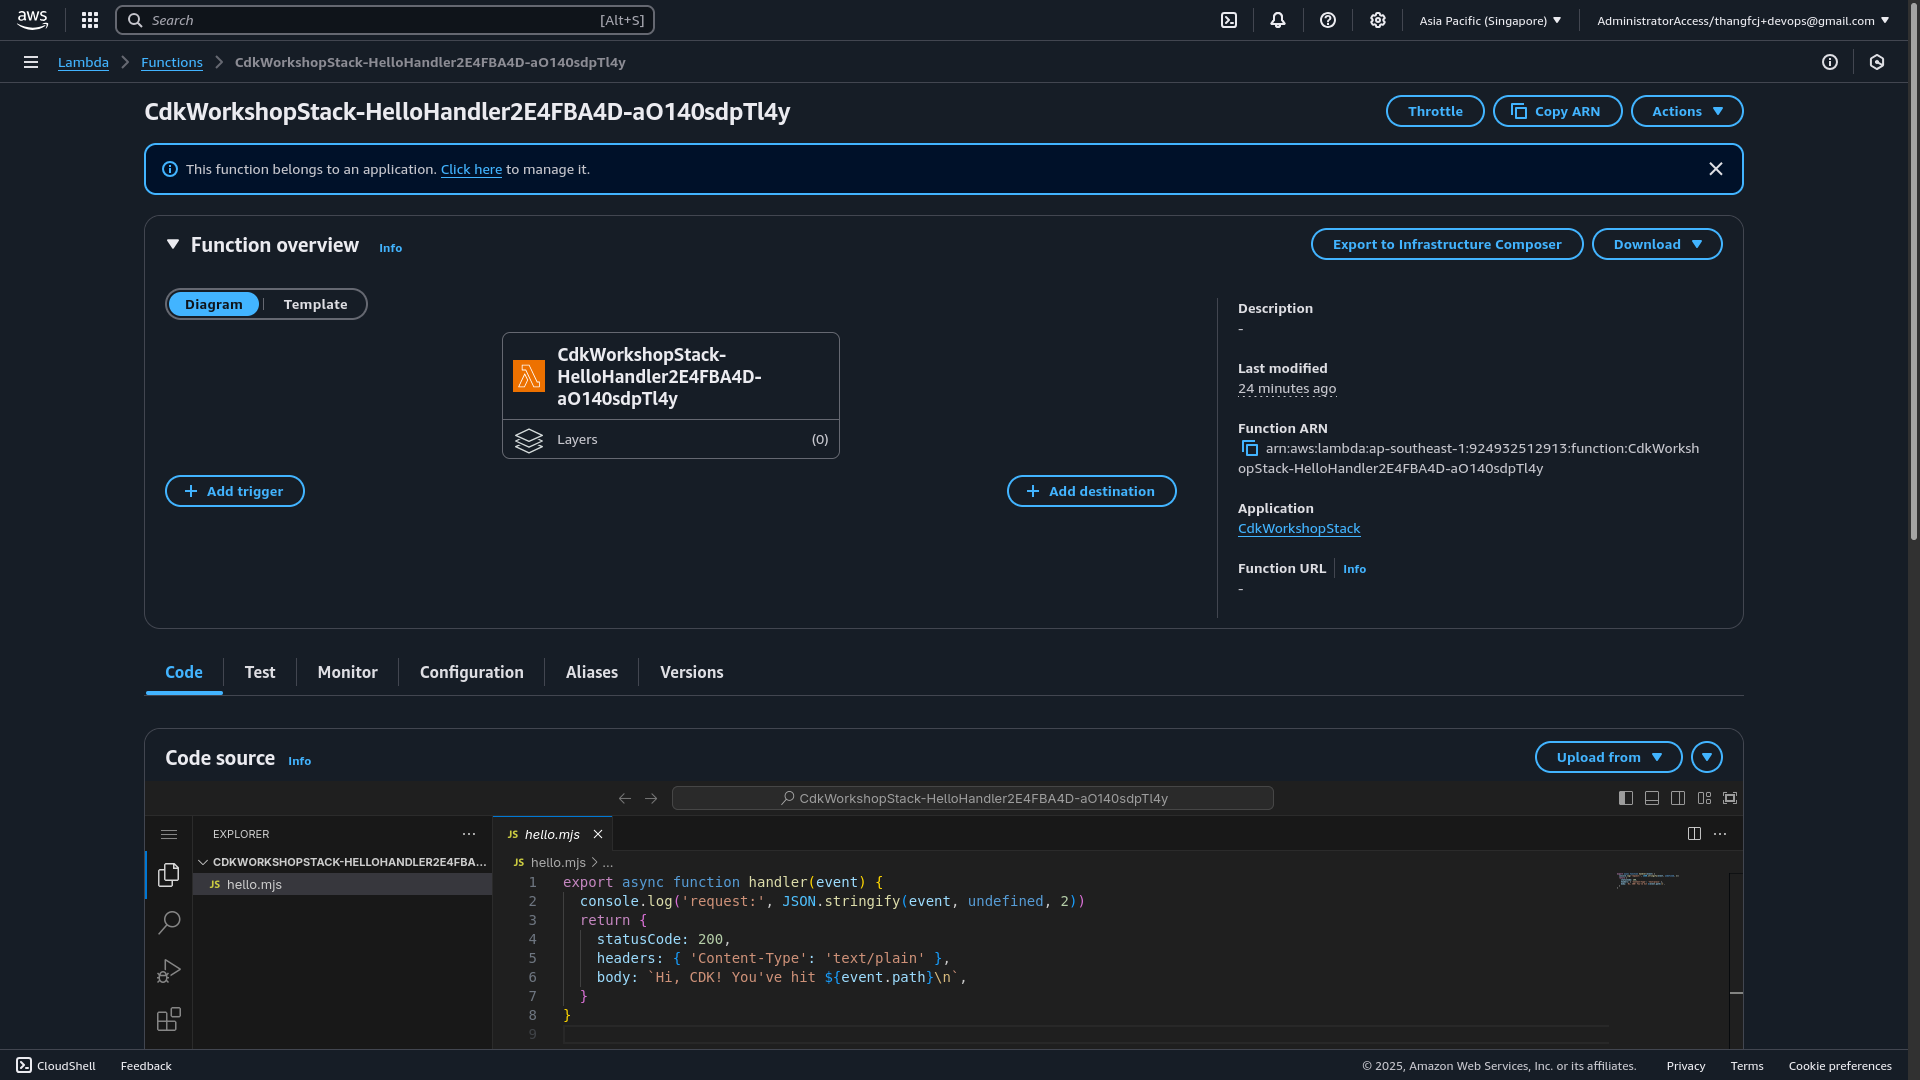 aws
Search
[Alt+S]
Asia Pacific (Singapore)
AdministratorAccess/thangfcj+devops@gmail.com
Lambda
Functions
CdkWorkshopStack-HelloHandler2E4FBA4D-aO140sdpTl4y
CdkWorkshopStack-HelloHandler2E4FBA4D-aO140sdpTl4y
Throttle
Copy ARN
Actions
This function belongs to an application. Click here to manage it.
Function overview
Info
Export to Infrastructure Composer
Download
Diagram
Template
CdkWorkshopStack-
HelloHandler2E4FBA4D-
aO140sdpTl4y
Layers
(0)
Add trigger
Add destination
Description
-
Last modified
24 minutes ago
Function ARN
arn:aws:lambda:ap-southeast-1:924932512913:function:CdkWorksh
opStack-HelloHandler2E4FBA4D-aO140sdpTl4y
Application
CdkWorkshopStack
Function URL
Info
-
Code
Test
Monitor
Configuration
Aliases
Versions
Code source
Info
Upload from
CdkWorkshopStack-HelloHandler2E4FBA4D-aO140sdpTl4y
EXPLORER
CDKWORKSHOPSTACK-HELLOHANDLER2E4FBA...
JS hello.mjs
JS hello.mjs
JS hello.mjs > ...
1 export async function handler(event) {
2 console.log('request:', JSON.stringify(event, undefined, 2))
3 return {
4 statusCode: 200,
5 headers: { 'Content-Type': 'text/plain' },
6 body: `Hi, CDK! You've hit ${event.path}\n`,
7 }
8 }
9
CloudShell
Feedback
© 2025, Amazon Web Services, Inc. or its affiliates.
Privacy
Terms
Cookie preferences